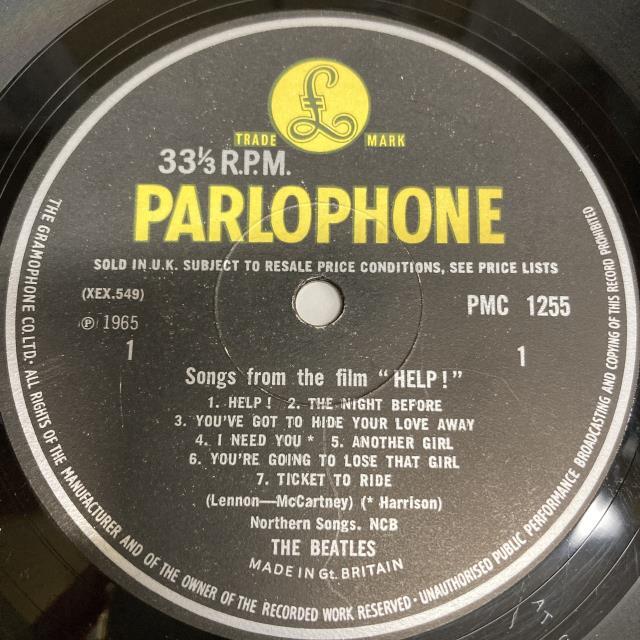 £
TRADE MARK
33⅓ R.P.M.
PARLOPHONE
SOLD IN U.K. SUBJECT TO RESALE PRICE CONDITIONS, SEE PRICE LISTS
(XEX.549) PMC 1255
℗ 1965
1 1
Songs from the film "HELP!"
1. HELP! 2. THE NIGHT BEFORE
3. YOU'VE GOT TO HIDE YOUR LOVE AWAY
4. I NEED YOU * 5. ANOTHER GIRL
6. YOU'RE GOING TO LOSE THAT GIRL
7. TICKET TO RIDE
(Lennon—McCartney) (* Harrison)
Northern Songs. NCB
THE BEATLES
MADE IN Gt. BRITAIN
THE GRAMOPHONE CO. LTD. · ALL RIGHTS OF THE MANUFACTURER AND OF THE OWNER OF THE RECORDED WORK RESERVED · UNAUTHORISED PUBLIC PERFORMANCE BROADCASTING AND COPYING OF THIS RECORD PROHIBITED
AT